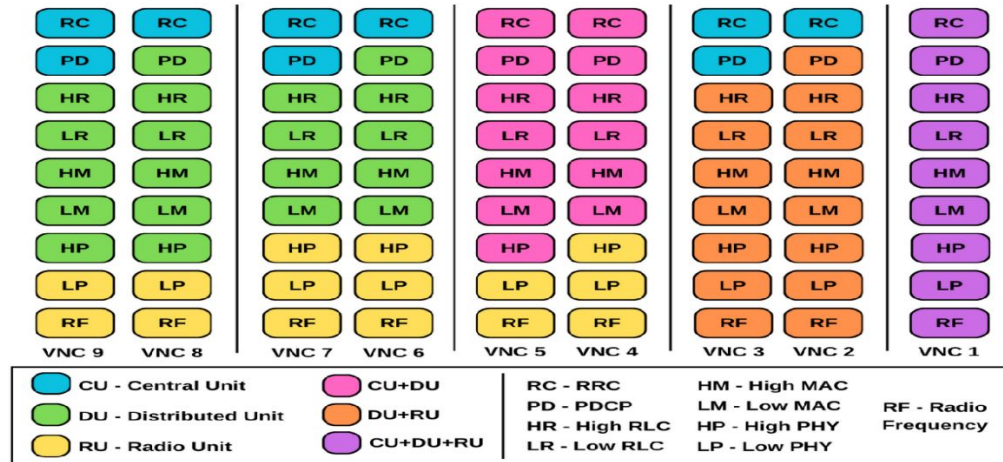 RC RC RC RC RC RC RC RC RC
PD PD PD PD PD PD PD PD PD
HR HR HR HR HR HR HR HR HR
LR LR LR LR LR LR LR LR LR
HM HM HM HM HM HM HM HM HM
LM LM LM LM LM LM LM LM LM
HP HP HP HP HP HP HP HP HP
LP LP LP LP LP LP LP LP LP
RF RF RF RF RF RF RF RF RF
VNC 9 VNC 8 VNC 7 VNC 6 VNC 5 VNC 4 VNC 3 VNC 2 VNC 1
CU - Central Unit
DU - Distributed Unit
RU - Radio Unit
CU+DU
DU+RU
CU+DU+RU
RC - RRC
PD - PDCP
HR - High RLC
LR - Low RLC
HM - High MAC
LM - Low MAC
HP - High PHY
LP - Low PHY
RF - Radio
Frequency